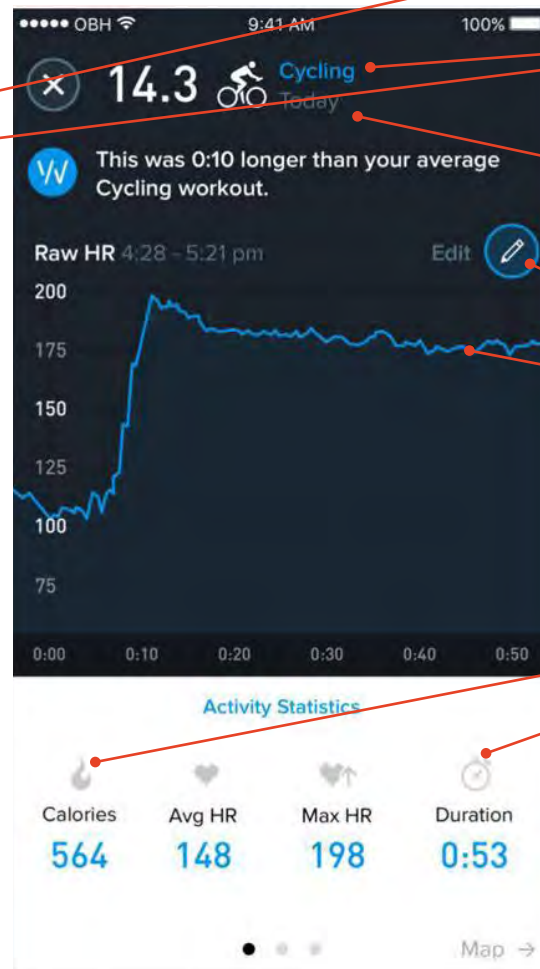 OBH 9:41 AM 100%
14.3 Cycling
Today
This was 0:10 longer than your average
Cycling workout.
Raw HR 4:28 - 5:21 pm Edit
200
175
150
125
100
75
0:00 0:10 0:20 0:30 0:40 0:50
Activity Statistics
Calories Avg HR Max HR Duration
564 148 198 0:53
Map →